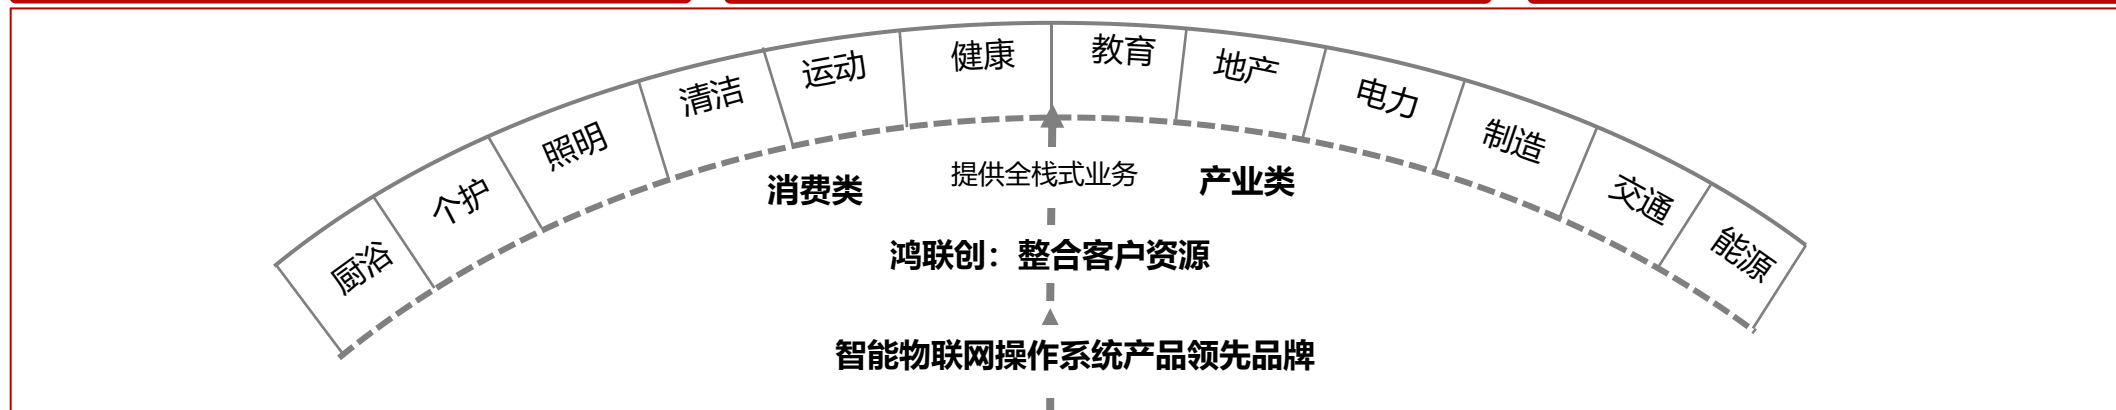 厨浴
个护
照明
清洁
运动
健康
教育
地产
电力
制造
交通
能源
消费类
提供全栈式业务
产业类
鸿联创：整合客户资源
智能物联网操作系统产品领先品牌